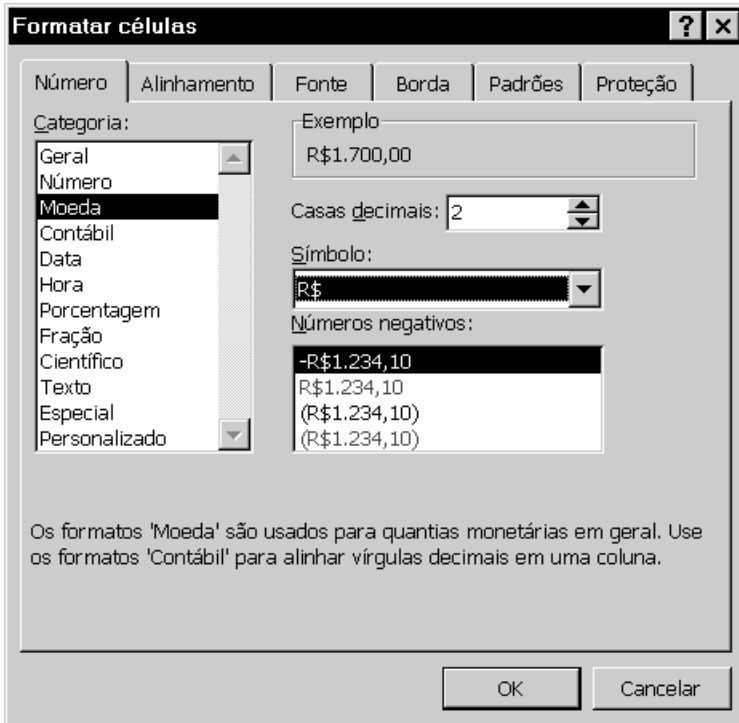 Formatar células
Número Alinhamento Fonte Borda Padrões Proteção
Categoria:
Geral
Número
Moeda
Contábil
Data
Hora
Porcentagem
Fração
Científico
Texto
Especial
Personalizado
Exemplo
R$1.700,00
Casas decimais: 2
Símbolo:
R$
Números negativos:
-R$1.234,10
R$1.234,10
(R$1.234,10)
(R$1.234,10)
Os formatos 'Moeda' são usados para quantias monetárias em geral. Use
os formatos 'Contábil' para alinhar vírgulas decimais em uma coluna.
OK Cancelar